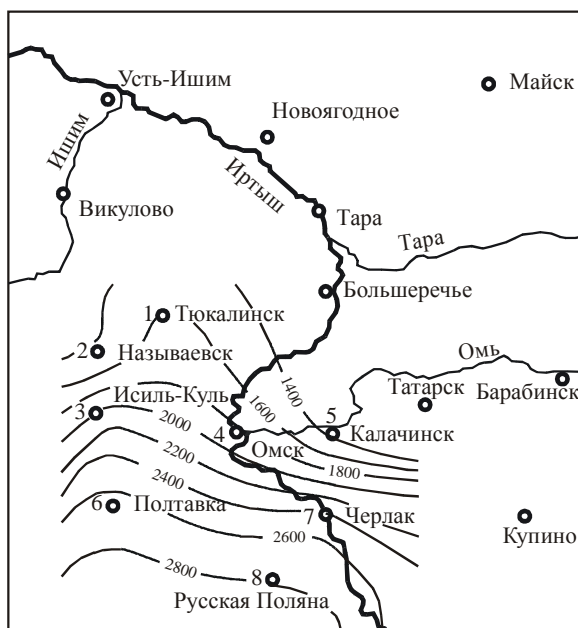 Усть-Ишим
Майск
Новоягодное
Ишим
Иртыш
Викулово
Тара
Тара
Большеречье
1 Тюкалинск
2 Называевск
Омь
1400
Исиль-Куль
1600
Татарск
Барабинск
3
2000
4
Омск
5
Калачинск
2200
1800
2400
6 Полтавка
7 Черлак
Купино
2600
2800
8
Русская Поляна